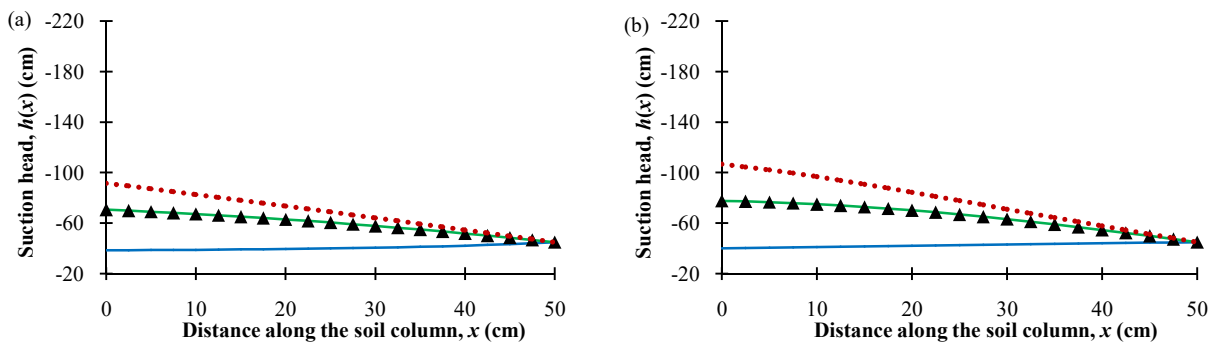 (a)
Suction head, h(x) (cm)
-220
-180
-140
-100
-60
-20
0 10 20 30 40 50
Distance along the soil column, x (cm)
(b)
Suction head, h(x) (cm)
-220
-180
-140
-100
-60
-20
0 10 20 30 40 50
Distance along the soil column, x (cm)